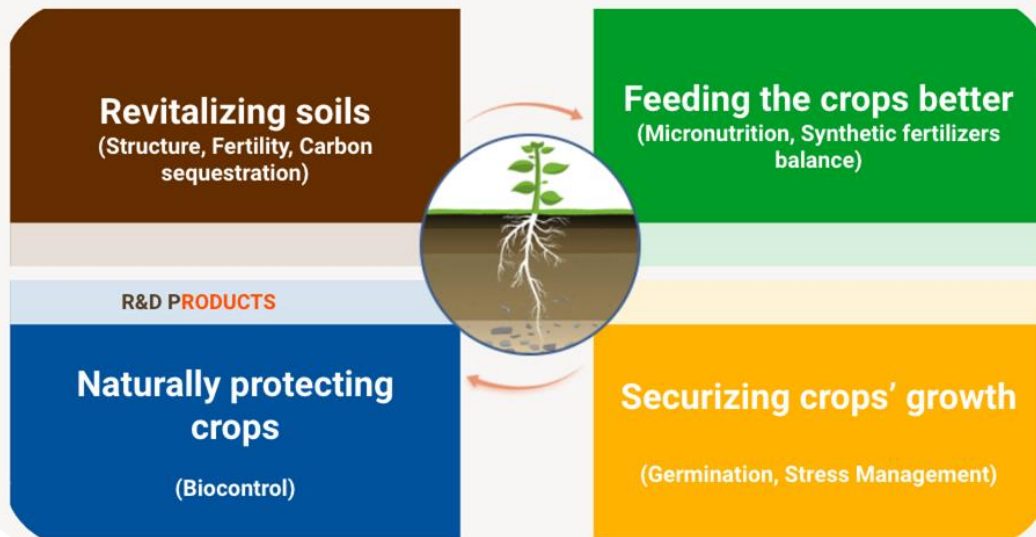 Revitalizing soils
(Structure, Fertility, Carbon
sequestration)
Feeding the crops better
(Micronutrition, Synthetic fertilizers
balance)
R&D PRODUCTS
Naturally protecting
crops
(Biocontrol)
Securizing crops’ growth
(Germination, Stress Management)